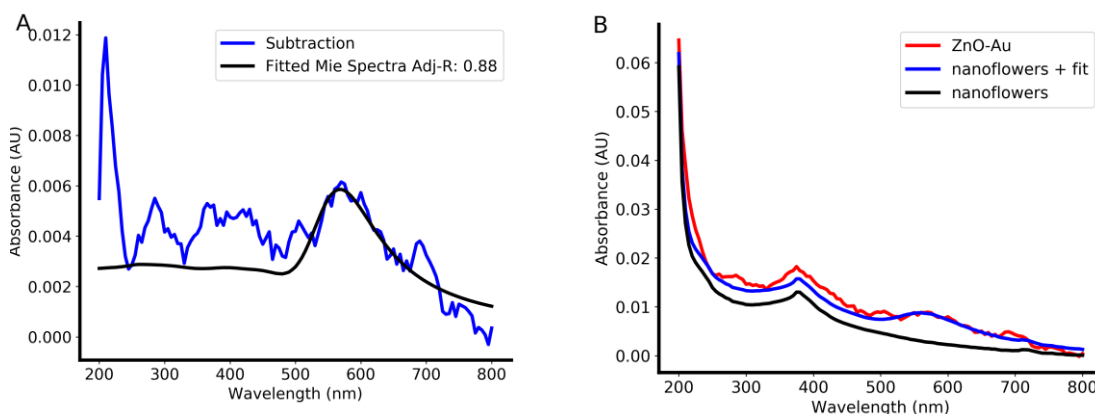 A
0.012
0.010
0.008
0.006
0.004
0.002
0.000
Absorbance (AU)
Subtraction
Fitted Mie Spectra Adj-R: 0.88
200 300 400 500 600 700 800
Wavelength (nm)
B
0.06
0.05
0.04
0.03
0.02
0.01
0.00
Absorbance (AU)
ZnO-Au
nanoflowers + fit
nanoflowers
200 300 400 500 600 700 800
Wavelength (nm)